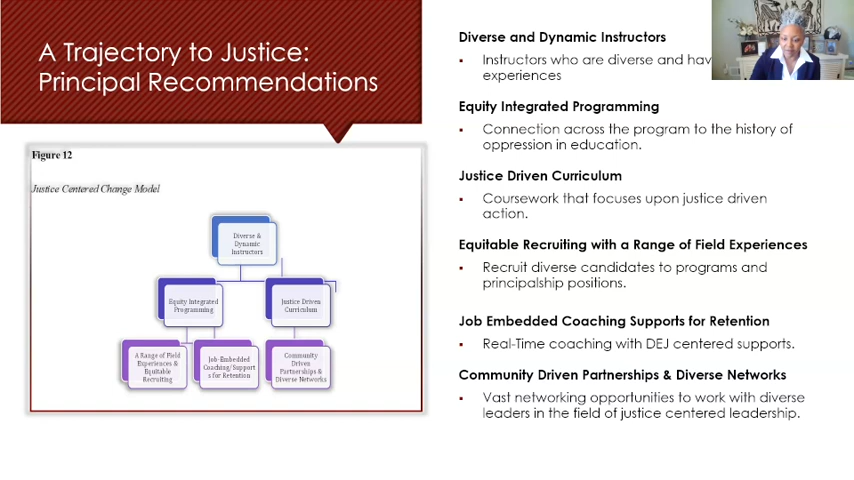 A Trajectory to Justice:
Principal Recommendations
Figure 12
Justice Centered Change Model
Diverse &
Dynamic
Instructors
Equity Integrated
Programming
Justice Driven
Curriculum
A Range of Field
Experiences &
Equitable
Recruiting
Job-Embedded
Coaching/Support
s for Retention
Community
Driven
Partnerships &
Diverse Networks
Diverse and Dynamic Instructors
▪ Instructors who are diverse and hav
experiences
Equity Integrated Programming
▪ Connection across the program to the history of
oppression in education.
Justice Driven Curriculum
▪ Coursework that focuses upon justice driven
action.
Equitable Recruiting with a Range of Field Experiences
▪ Recruit diverse candidates to programs and
principalship positions.
Job Embedded Coaching Supports for Retention
▪ Real-Time coaching with DEJ centered supports.
Community Driven Partnerships & Diverse Networks
▪ Vast networking opportunities to work with diverse
leaders in the field of justice centered leadership.